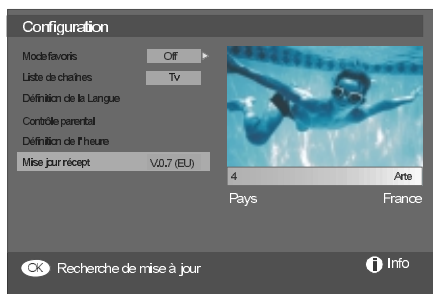 Configuration
Mode favoris Off
Liste de chaînes Tv
Définition de la Langue
Contrôle parental
Définition de l'heure
Mise jour récept V.0.7 (EU)
4 Arte
Pays France
OK Recherche de mise à jour
i Info